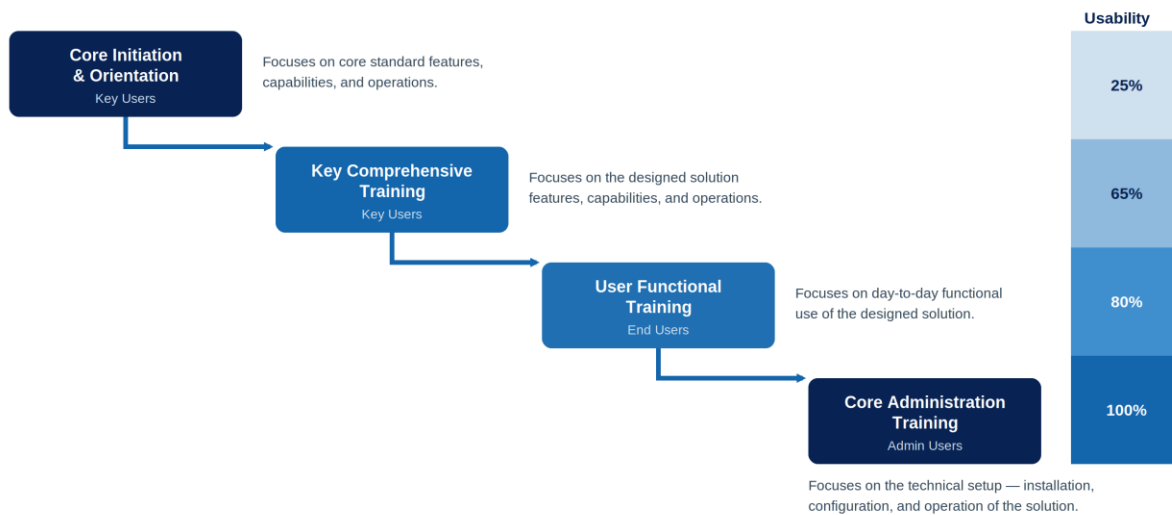 Usability
Core Initiation
& Orientation
Key Users
Focuses on core standard features,
capabilities, and operations.
25%
Key Comprehensive
Training
Key Users
Focuses on the designed solution
features, capabilities, and operations.
65%
User Functional
Training
End Users
Focuses on day-to-day functional
use of the designed solution.
80%
Core Administration
Training
Admin Users
100%
Focuses on the technical setup — installation,
configuration, and operation of the solution.